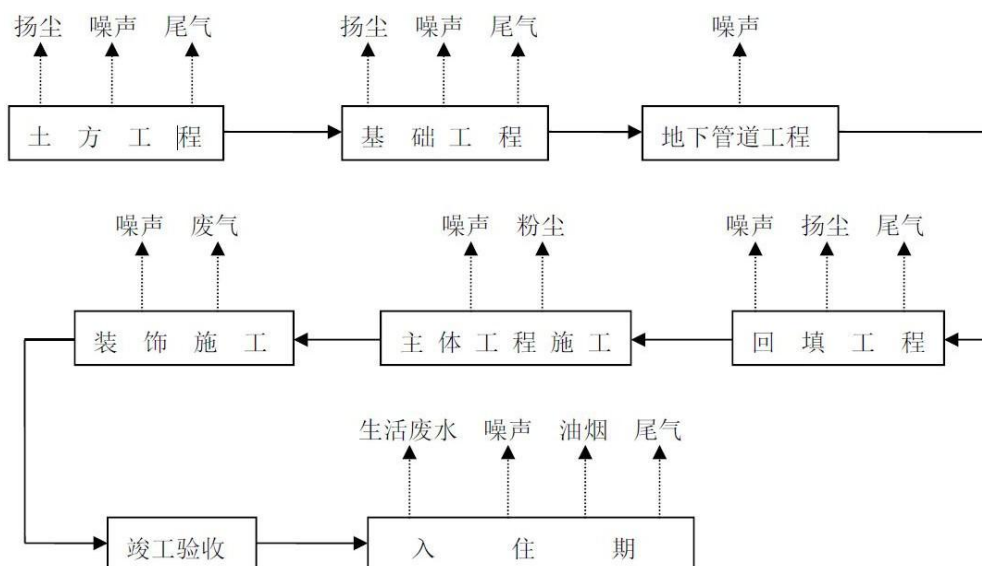 扬尘 噪声 尾气 扬尘 噪声 尾气 噪声
土方工程 基础工程 地下管道工程
噪声 废气 噪声 粉尘 噪声 扬尘 尾气
装饰施工 主体工程施工 回填工程
生活废水 噪声 油烟 尾气
竣工验收 入住期